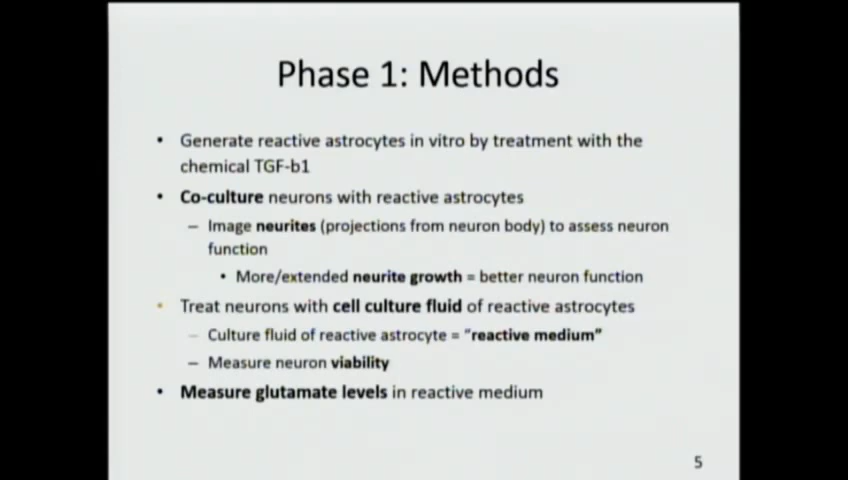 Phase 1: Methods
• Generate reactive astrocytes in vitro by treatment with the
chemical TGF-b1
• Co-culture neurons with reactive astrocytes
– Image neurites (projections from neuron body) to assess neuron
function
• More/extended neurite growth = better neuron function
• Treat neurons with cell culture fluid of reactive astrocytes
– Culture fluid of reactive astrocyte = “reactive medium”
– Measure neuron viability
• Measure glutamate levels in reactive medium
5